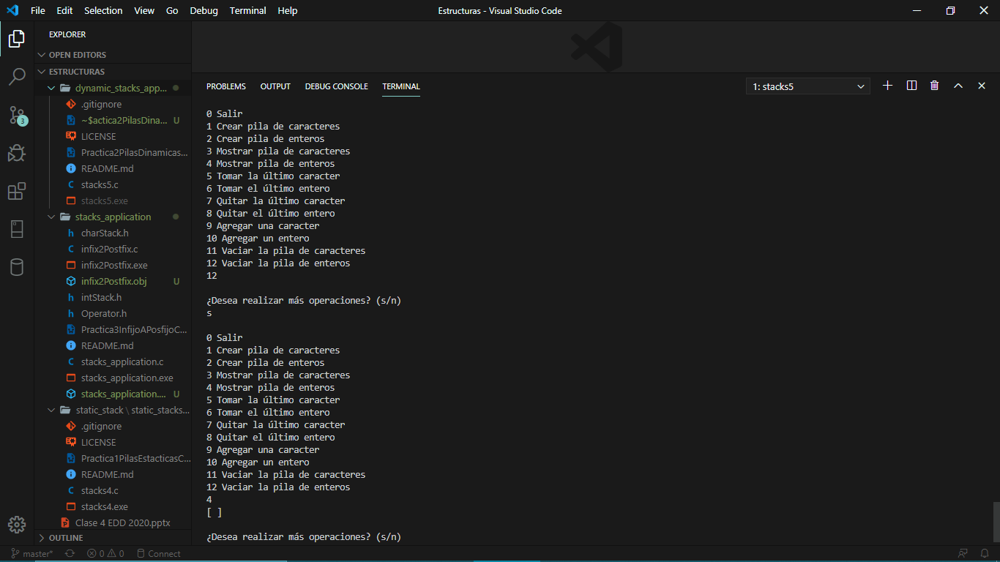 File Edit Selection View Go Debug Terminal Help
Estructuras - Visual Studio Code
EXPLORER
OPEN EDITORS
ESTRUCTURAS
dynamic_stacks_app...
.gitignore
~$actica2PilasDina... U
LICENSE
Practica2PilasDinamicas...
README.md
C stacks5.c
stacks5.exe
stacks_application
h charStack.h
C infix2Postfix.c
infix2Postfix.exe
infix2Postfix.obj U
h intStack.h
h Operator.h
Practica3InfijoAPosfijoC...
README.md
C stacks_application.c
stacks_application.exe
stacks_application.... U
static_stack \ static_stacks...
.gitignore
LICENSE
Practica1PilasEstacticasC...
README.md
C stacks4.c
stacks4.exe
Clase 4 EDD 2020.pptx
OUTLINE
3
PROBLEMS OUTPUT DEBUG CONSOLE TERMINAL
1: stacks5
0 Salir
1 Crear pila de caracteres
2 Crear pila de enteros
3 Mostrar pila de caracteres
4 Mostrar pila de enteros
5 Tomar la último caracter
6 Tomar el último entero
7 Quitar la último caracter
8 Quitar el último entero
9 Agregar una caracter
10 Agregar un entero
11 Vaciar la pila de caracteres
12 Vaciar la pila de enteros
12
¿Desea realizar más operaciones? (s/n)
s
0 Salir
1 Crear pila de caracteres
2 Crear pila de enteros
3 Mostrar pila de caracteres
4 Mostrar pila de enteros
5 Tomar la último caracter
6 Tomar el último entero
7 Quitar la último caracter
8 Quitar el último entero
9 Agregar una caracter
10 Agregar un entero
11 Vaciar la pila de caracteres
12 Vaciar la pila de enteros
4
[ ]
¿Desea realizar más operaciones? (s/n)
master* 0 0 Connect